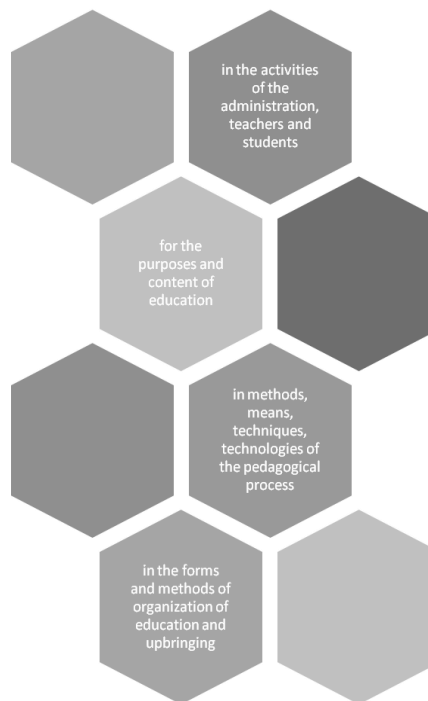 in the activities
of the
administration,
teachers and
students
for the
purposes and
content of
education
in methods,
means,
techniques,
technologies of
the pedagogical
process
in the forms
and methods of
organization of
education and
upbringing